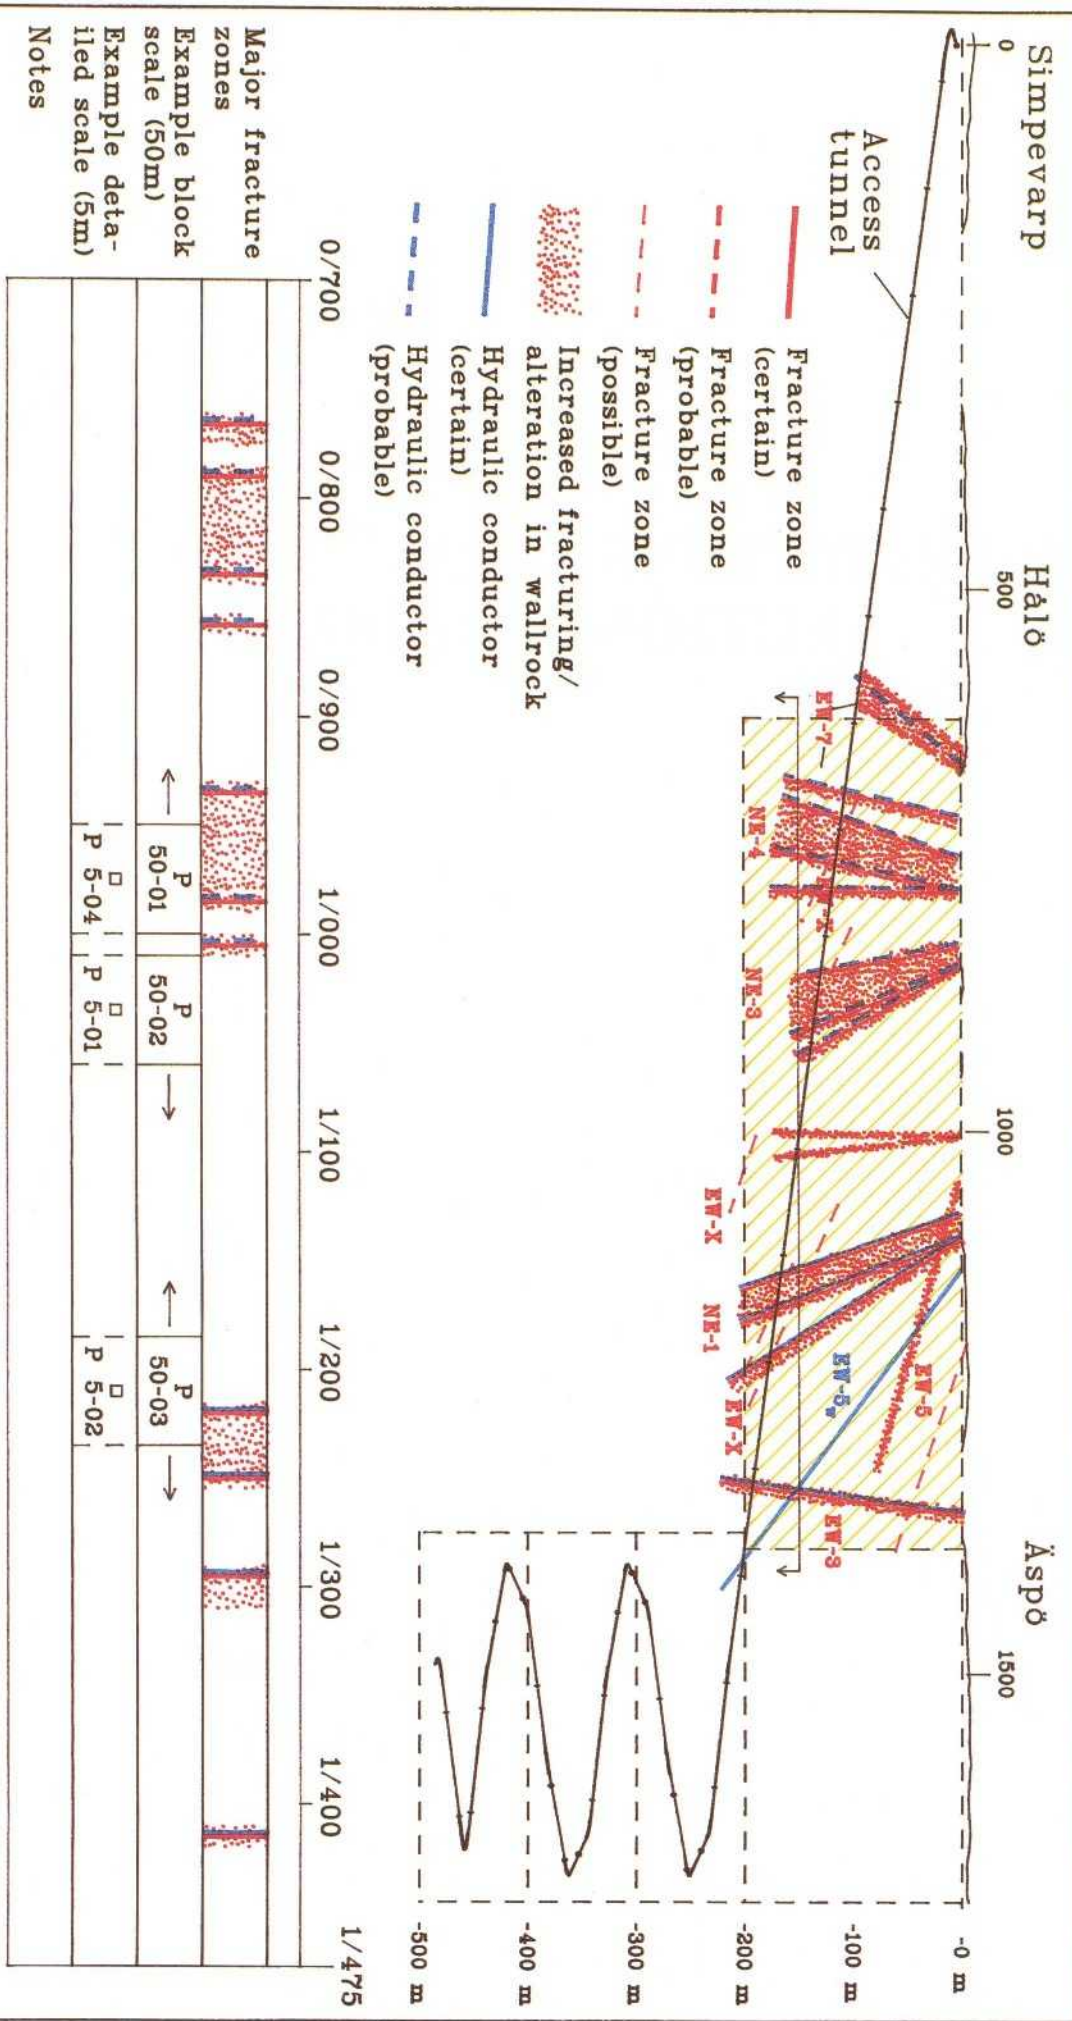 Simpevarp
Hålö
Äspö
0
500
1000
1500
Access
tunnel
-0 m
-100 m
-200 m
-300 m
-400 m
-500 m
EW-7
NE-4
EW-X
NE-3
EW-X
NE-1
EW-X
EW-5w
EW-5
EW-3
Fracture zone
(certain)
Fracture zone
(probable)
Fracture zone
(possible)
Increased fracturing/
alteration in wallrock
Hydraulic conductor
(certain)
Hydraulic conductor
(probable)
0/700
0/800
0/900
1/000
1/100
1/200
1/300
1/400
1/475
Major fracture
zones
Example block
scale (50m)
P
50-01
P
50-02
P
50-03
Example deta-
iled scale (5m)
P 5-04
P 5-01
P 5-02
Notes